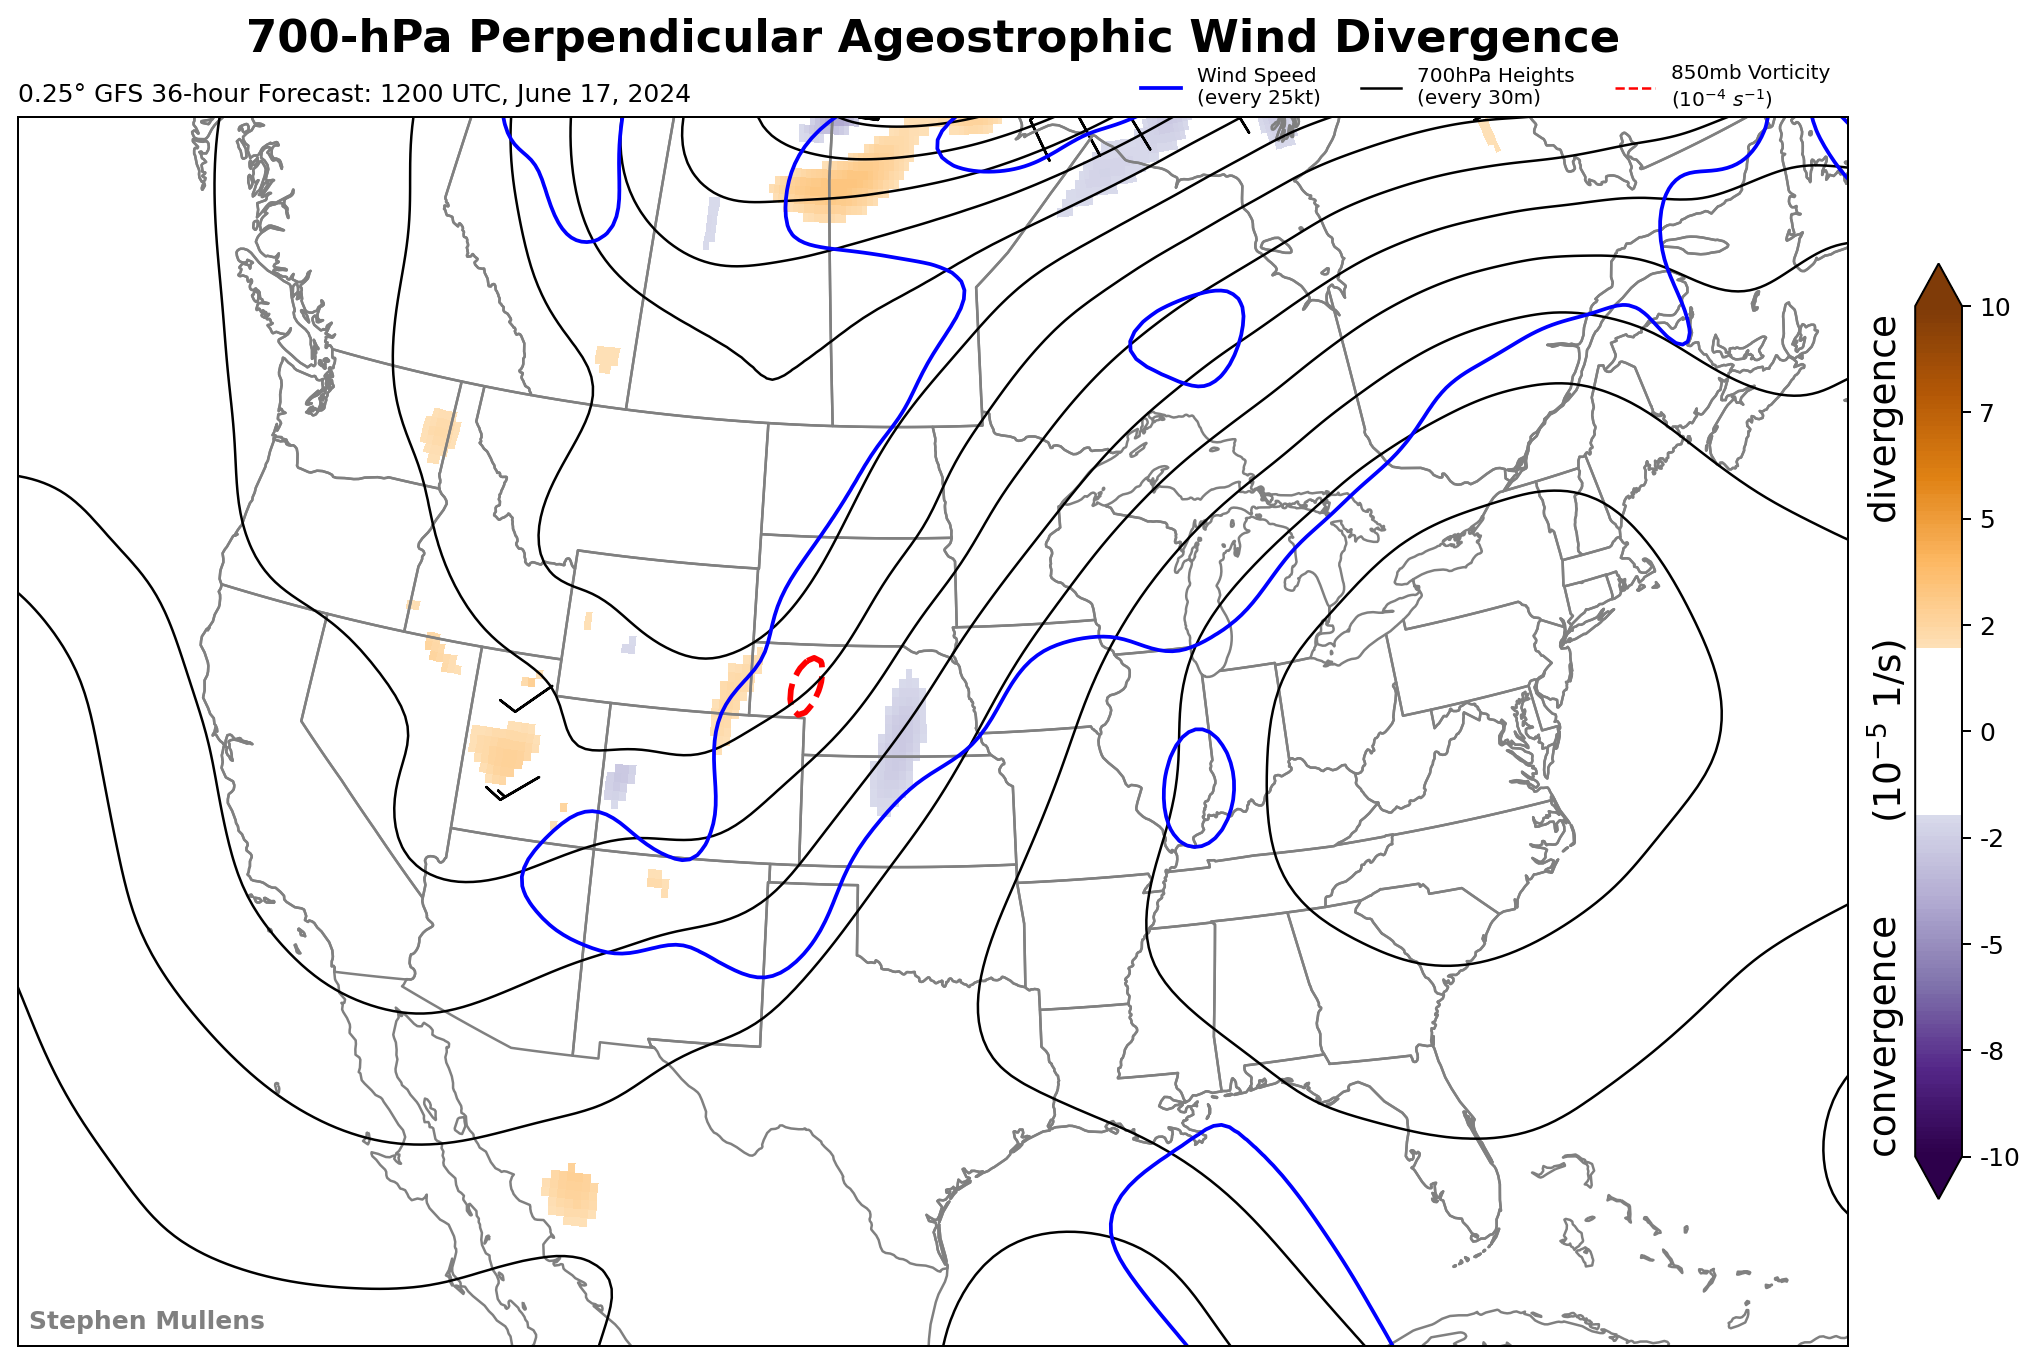 700-hPa Perpendicular Ageostrophic Wind Divergence
0.25° GFS 36-hour Forecast: 1200 UTC, June 17, 2024
Wind Speed
(every 25kt)
700hPa Heights
(every 30m)
850mb Vorticity
(10⁻⁴ s⁻¹)
10
7
5
2
0
-2
-5
-8
-10
convergence (10⁻⁵ 1/s) divergence
Stephen Mullens